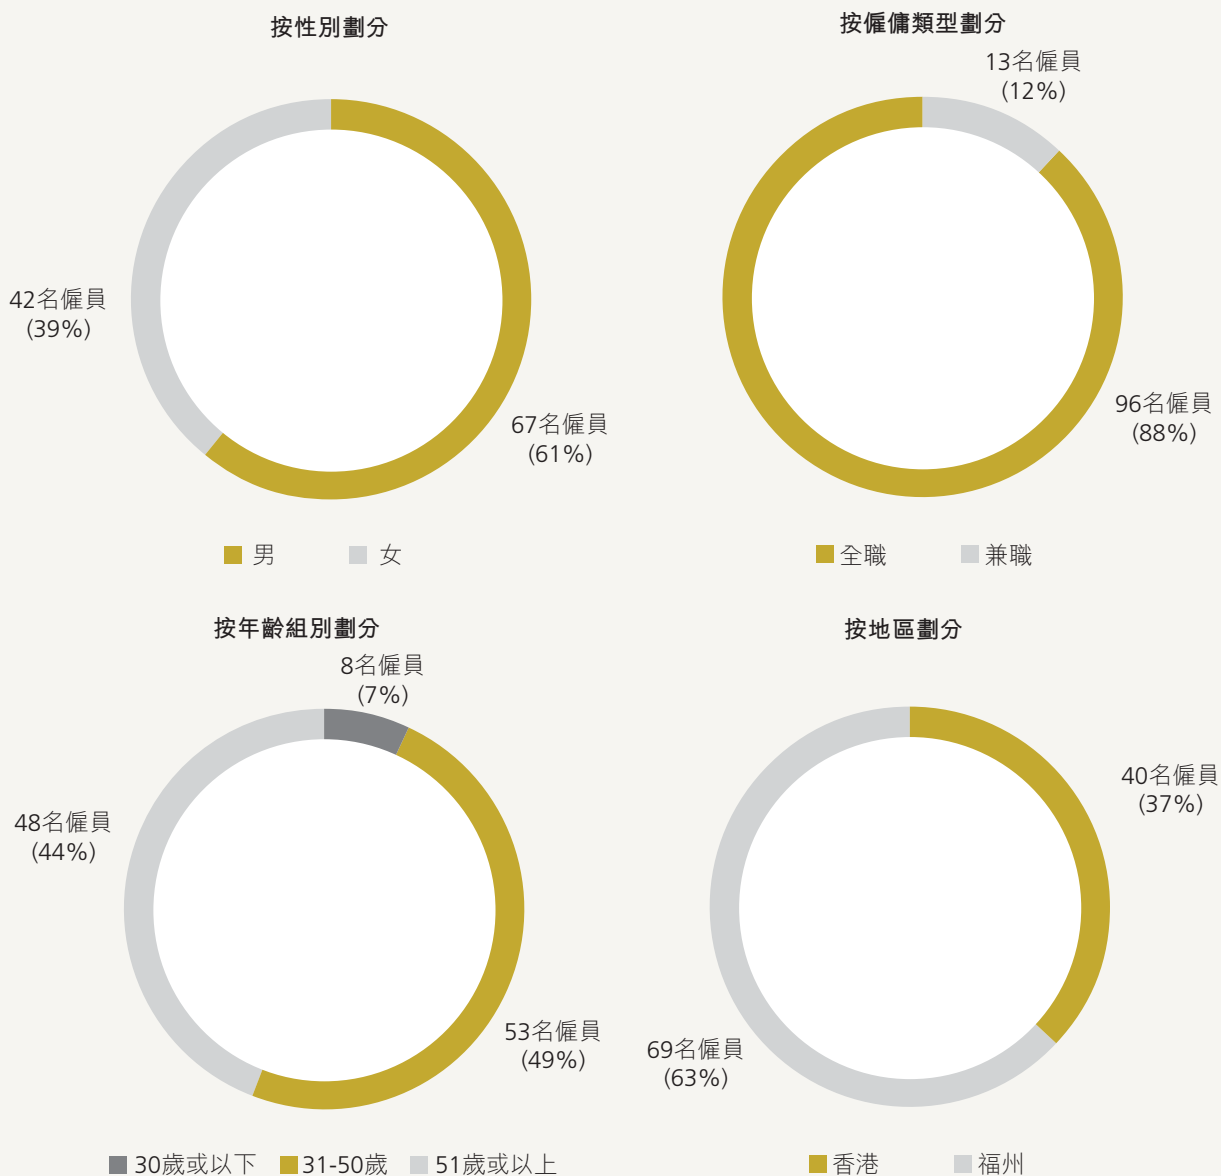 按性別劃分
42名僱員
(39%)
67名僱員
(61%)
男
女
按僱傭類型劃分
13名僱員
(12%)
96名僱員
(88%)
全職
兼職
按年齡組別劃分
8名僱員
(7%)
48名僱員
(44%)
53名僱員
(49%)
30歲或以下
31-50歲
51歲或以上
按地區劃分
40名僱員
(37%)
69名僱員
(63%)
香港
福州